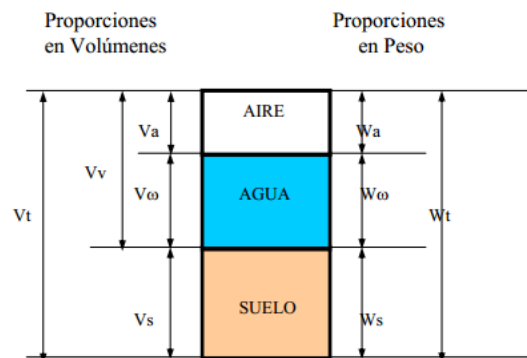 Proporciones
en Volúmenes
Proporciones
en Peso
Va
AIRE
Wa
Vv
Vω
AGUA
Wω
Vt
Wt
Vs
SUELO
Ws